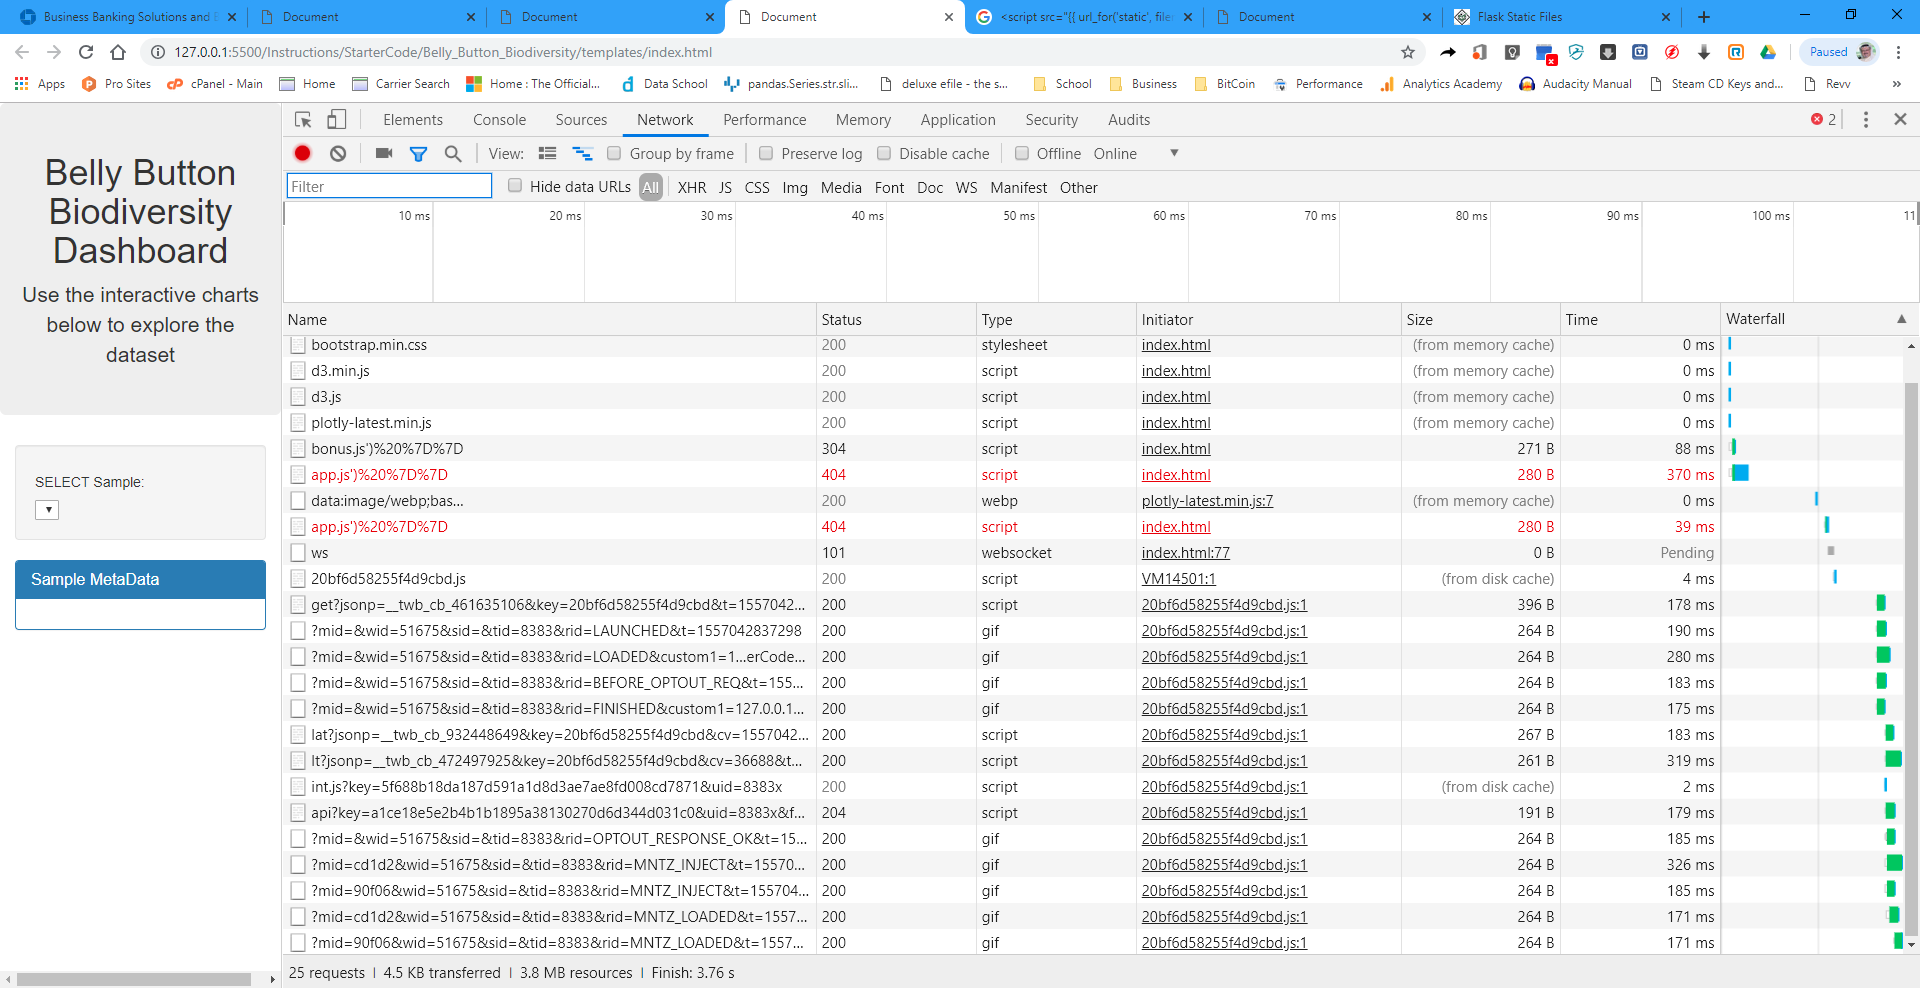 Business Banking Solutions and E
Document
Document
Document
<script src="{{ url_for('static', file
Document
Flask Static Files
127.0.0.1:5500/Instructions/StarterCode/Belly_Button_Biodiversity/templates/index.html
Paused
Apps
Pro Sites
cPanel - Main
Home
Carrier Search
Home : The Official...
Data School
pandas.Series.str.sli...
deluxe efile - the s...
School
Business
BitCoin
Performance
Analytics Academy
Audacity Manual
Steam CD Keys and...
Revv
»
Belly Button
Biodiversity
Dashboard
Use the interactive charts
below to explore the
dataset
SELECT Sample:
Sample MetaData
Elements Console Sources Network Performance Memory Application Security Audits 2
View: Group by frame Preserve log Disable cache Offline Online
Filter Hide data URLs All XHR JS CSS Img Media Font Doc WS Manifest Other
10 ms 20 ms 30 ms 40 ms 50 ms 60 ms 70 ms 80 ms 90 ms 100 ms 11
Name Status Type Initiator Size Time Waterfall
bootstrap.min.css 200 stylesheet index.html (from memory cache) 0 ms
d3.min.js 200 script index.html (from memory cache) 0 ms
d3.js 200 script index.html (from memory cache) 0 ms
plotly-latest.min.js 200 script index.html (from memory cache) 0 ms
bonus.js')%20%7D%7D 304 script index.html 271 B 88 ms
app.js')%20%7D%7D 404 script index.html 280 B 370 ms
data:image/webp;bas... 200 webp plotly-latest.min.js:7 (from memory cache) 0 ms
app.js')%20%7D%7D 404 script index.html 280 B 39 ms
ws 101 websocket index.html:77 0 B Pending
20bf6d58255f4d9cbd.js 200 script VM14501:1 (from disk cache) 4 ms
get?jsonp=__twb_cb_461635106&key=20bf6d58255f4d9cbd&t=1557042... 200 script 20bf6d58255f4d9cbd.js:1 396 B 178 ms
?mid=&wid=51675&sid=&tid=8383&rid=LAUNCHED&t=1557042837298 200 gif 20bf6d58255f4d9cbd.js:1 264 B 190 ms
?mid=&wid=51675&sid=&tid=8383&rid=LOADED&custom1=1...erCode... 200 gif 20bf6d58255f4d9cbd.js:1 264 B 280 ms
?mid=&wid=51675&sid=&tid=8383&rid=BEFORE_OPTOUT_REQ&t=155... 200 gif 20bf6d58255f4d9cbd.js:1 264 B 183 ms
?mid=&wid=51675&sid=&tid=8383&rid=FINISHED&custom1=127.0.0.1... 200 gif 20bf6d58255f4d9cbd.js:1 264 B 175 ms
lat?jsonp=__twb_cb_932448649&key=20bf6d58255f4d9cbd&cv=1557042... 200 script 20bf6d58255f4d9cbd.js:1 267 B 183 ms
lt?jsonp=__twb_cb_472497925&key=20bf6d58255f4d9cbd&cv=36688&t... 200 script 20bf6d58255f4d9cbd.js:1 261 B 319 ms
int.js?key=5f688b18da187d591a1d8d3ae7ae8fd008cd7871&uid=8383x 200 script 20bf6d58255f4d9cbd.js:1 (from disk cache) 2 ms
api?key=a1ce18e5e2b4b1b1895a38130270d6d344d031c0&uid=8383x&f... 204 script 20bf6d58255f4d9cbd.js:1 191 B 179 ms
?mid=&wid=51675&sid=&tid=8383&rid=OPTOUT_RESPONSE_OK&t=15... 200 gif 20bf6d58255f4d9cbd.js:1 264 B 185 ms
?mid=cd1d2&wid=51675&sid=&tid=8383&rid=MNTZ_INJECT&t=15570... 200 gif 20bf6d58255f4d9cbd.js:1 264 B 326 ms
?mid=90f06&wid=51675&sid=&tid=8383&rid=MNTZ_INJECT&t=155704... 200 gif 20bf6d58255f4d9cbd.js:1 264 B 185 ms
?mid=cd1d2&wid=51675&sid=&tid=8383&rid=MNTZ_LOADED&t=1557... 200 gif 20bf6d58255f4d9cbd.js:1 264 B 171 ms
?mid=90f06&wid=51675&sid=&tid=8383&rid=MNTZ_LOADED&t=1557... 200 gif 20bf6d58255f4d9cbd.js:1 264 B 171 ms
25 requests | 4.5 KB transferred | 3.8 MB resources | Finish: 3.76 s